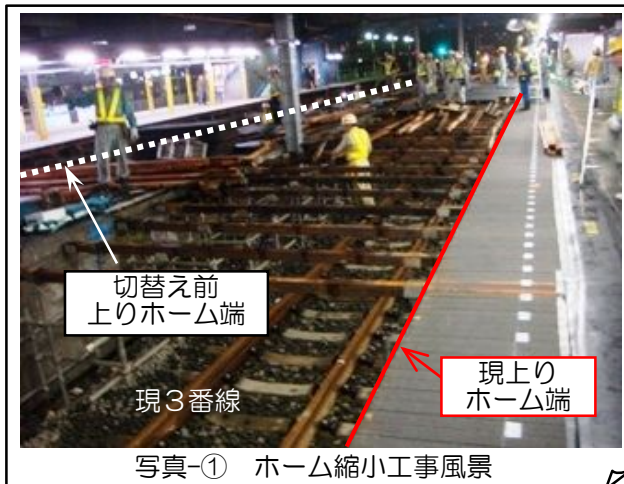 切替え前
上りホーム端
現上り
ホーム端
現３番線
写真-① ホーム縮小工事風景